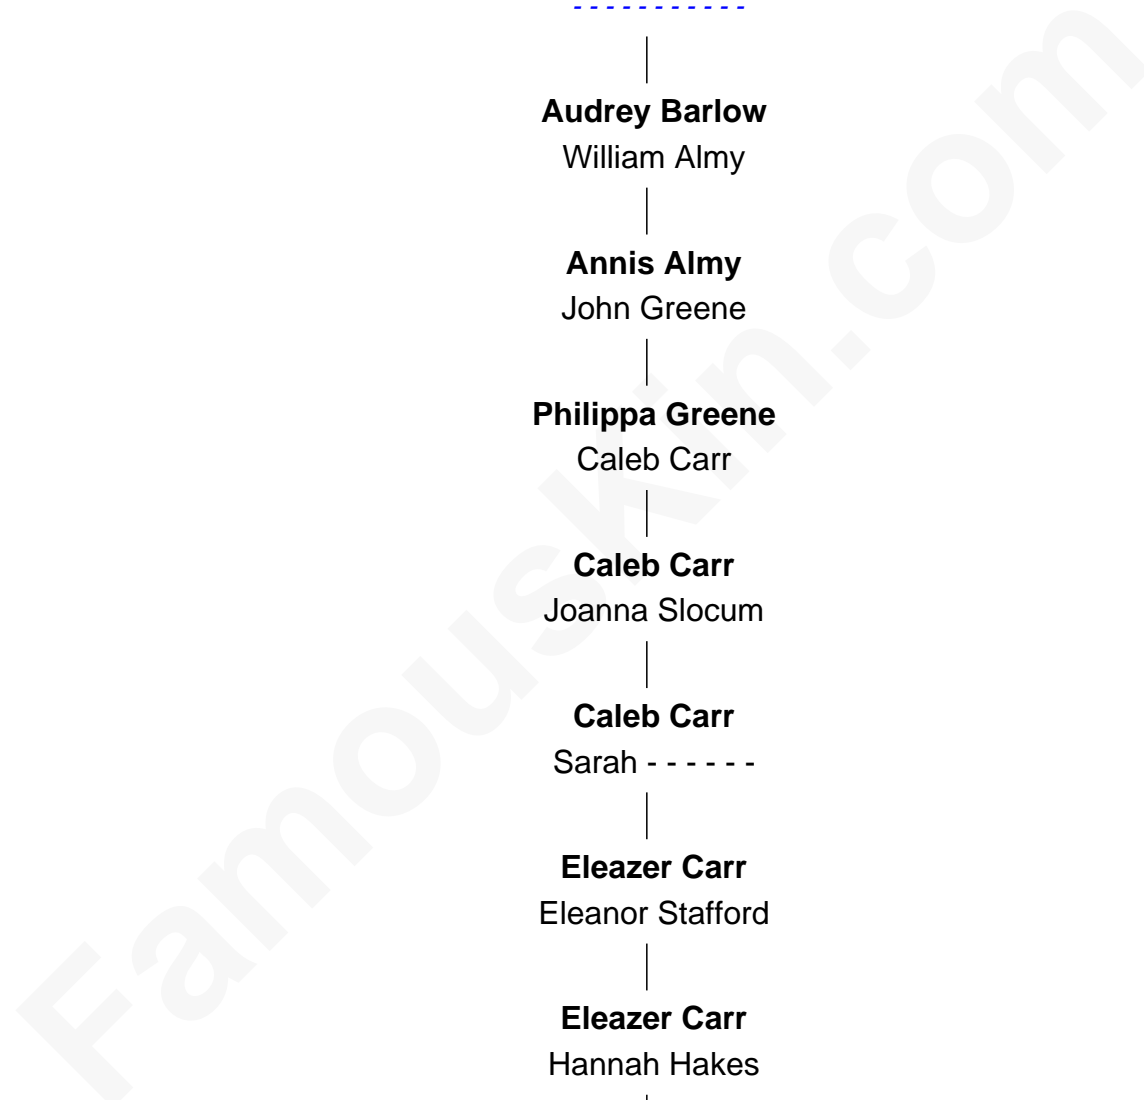 - - - - - - - - - - -
Audrey Barlow
William Almy
Annis Almy
John Greene
Philippa Greene
Caleb Carr
Caleb Carr
Joanna Slocum
Caleb Carr
Sarah - - - - - -
Eleazer Carr
Eleanor Stafford
Eleazer Carr
Hannah Hakes
FamousKin.com